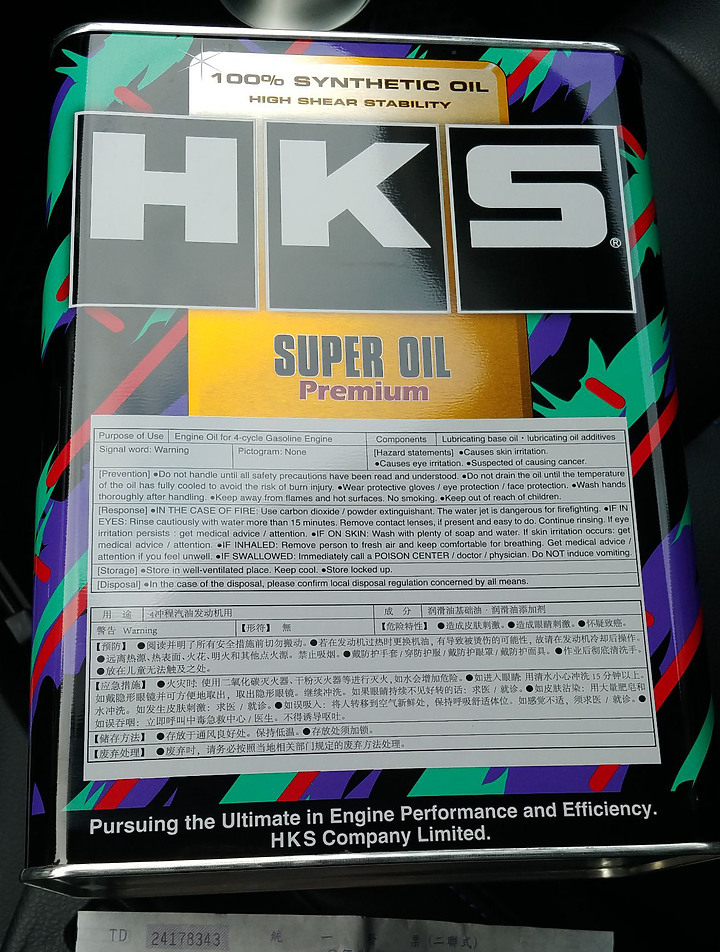 100% SYNTHETIC OIL
HIGH SHEAR STABILITY
HKS®
SUPER OIL
Premium
Purpose of Use Engine Oil for 4-cycle Gasoline Engine Components Lubricating base oil・lubricating oil additives
Signal word: Warning Pictogram: None [Hazard statements] ●Causes skin irritation.
●Causes eye irritation. ●Suspected of causing cancer.
[Prevention] ●Do not handle until all safety precautions have been read and understood. ●Do not drain the oil until the temperature
of the oil has fully cooled to avoid the risk of burn injury. ●Wear protective gloves / eye protection / face protection. ●Wash hands
thoroughly after handling. ●Keep away from flames and hot surfaces. No smoking. ●Keep out of reach of children.
[Response] ●IN THE CASE OF FIRE: Use carbon dioxide / powder extinguishant. The water jet is dangerous for firefighting. ●IF IN
EYES: Rinse cautiously with water more than 15 minutes. Remove contact lenses, if present and easy to do. Continue rinsing. If eye
irritation persists : get medical advice / attention. ●IF ON SKIN: Wash with plenty of soap and water. If skin irritation occurs: get
medical advice / attention. ●IF INHALED: Remove person to fresh air and keep comfortable for breathing. Get medical advice /
attention if you feel unwell. ●IF SWALLOWED: Immediately call a POISON CENTER / doctor / physician. Do NOT induce vomiting.
[Storage] ●Store in well-ventilated place. Keep cool. ●Store locked up.
[Disposal] ●In the case of the disposal, please confirm local disposal regulation concerned by all means.
用 途 4冲程汽油发动机用 成 分 润滑油基础油・润滑油添加剂
警告 Warning 【形符】 無 【危险特性】 ●造成皮肤刺激。 ●造成眼睛刺激。 ●怀疑致癌。
【预防】 ●阅读并明了所有安全措施前切勿搬动。 ●若在发动机过热时更换机油, 有导致被烫伤的可能性, 故请在发动机冷却后操作。
●远离热源、热表面、火花、明火和其他点火源。禁止吸烟。 ●戴防护手套 / 穿防护服 / 戴防护眼罩 / 戴防护面具。 ●作业后彻底清洗手。
●放在儿童无法触及之处。
【应急措施】 ●火灾时: 使用二氧化碳灭火器、干粉灭火器等进行灭火, 如水会增加危险。 ●如进入眼睛: 用清水小心冲洗 15 分钟以上。
如戴隐形眼镜并可方便地取出, 取出隐形眼镜。继续冲洗。如果眼睛持续不见好转的话: 求医 / 就诊。 ●如皮肤沾染: 用大量肥皂和
水冲洗。如发生皮肤刺激: 求医 / 就诊。 ●如误吸入: 将人转移到空气新鲜处, 保持呼吸舒适体位。如感觉不适, 须求医 / 就诊。 ●
如误吞咽: 立即呼叫中毒急救中心 / 医生。不得诱导呕吐。
【储存方法】 ●存放于通风良好处。保持低温。 ●存放处须加锁。
【废弃处理】 ●废弃时, 请务必按照当地相关部门规定的废弃方法处理。
Pursuing the Ultimate in Engine Performance and Efficiency.
HKS Company Limited.
TD 24178343 統 一 票 (二聯式)